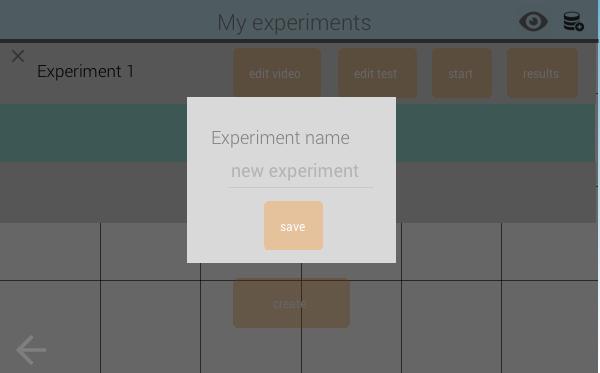 My experiments
Experiment 1
edit video
edit test
start
results
Experiment name
new experiment
save
create